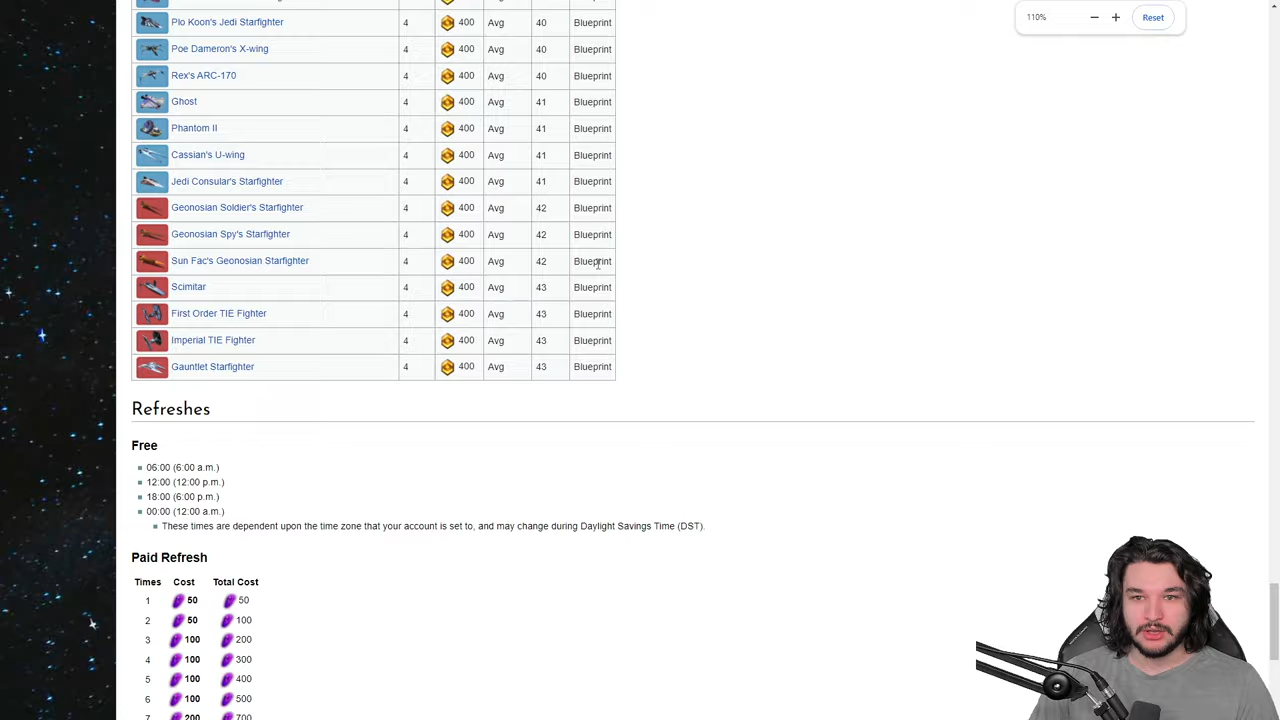 110% Reset
Plo Koon's Jedi Starfighter 4 400 Avg 40 Blueprint
Poe Dameron's X-wing 4 400 Avg 40 Blueprint
Rex's ARC-170 4 400 Avg 40 Blueprint
Ghost 4 400 Avg 41 Blueprint
Phantom II 4 400 Avg 41 Blueprint
Cassian's U-wing 4 400 Avg 41 Blueprint
Jedi Consular's Starfighter 4 400 Avg 41 Blueprint
Geonosian Soldier's Starfighter 4 400 Avg 42 Blueprint
Geonosian Spy's Starfighter 4 400 Avg 42 Blueprint
Sun Fac's Geonosian Starfighter 4 400 Avg 42 Blueprint
Scimitar 4 400 Avg 43 Blueprint
First Order TIE Fighter 4 400 Avg 43 Blueprint
Imperial TIE Fighter 4 400 Avg 43 Blueprint
Gauntlet Starfighter 4 400 Avg 43 Blueprint
Refreshes
Free
06:00 (6:00 a.m.)
12:00 (12:00 p.m.)
18:00 (6:00 p.m.)
00:00 (12:00 a.m.)
These times are dependent upon the time zone that your account is set to, and may change during Daylight Savings Time (DST).
Paid Refresh
Times Cost Total Cost
1 50 50
2 50 100
3 100 200
4 100 300
5 100 400
6 100 500
7 200 700